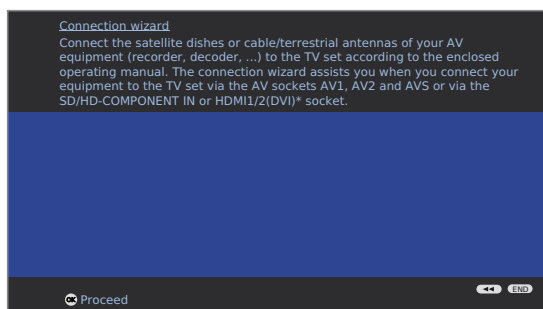 Connection wizard
Connect the satellite dishes or cable/terrestrial antennas of your AV
equipment (recorder, decoder, ...) to the TV set according to the enclosed
operating manual. The connection wizard assists you when you connect your
equipment to the TV set via the AV sockets AV1, AV2 and AVS or via the
SD/HD-COMPONENT IN or HDMI1/2(DVI)* socket.
END
OK Proceed